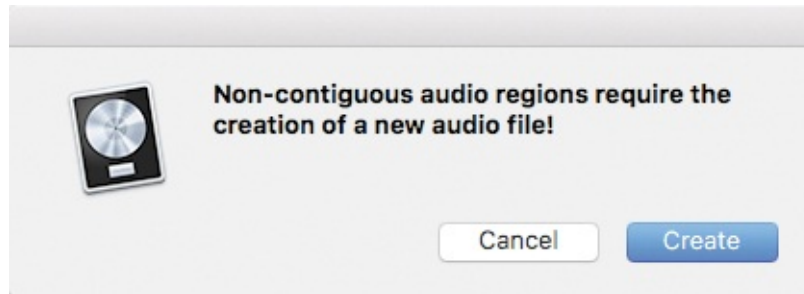 Non-contiguous audio regions require the
creation of a new audio file!
Cancel
Create